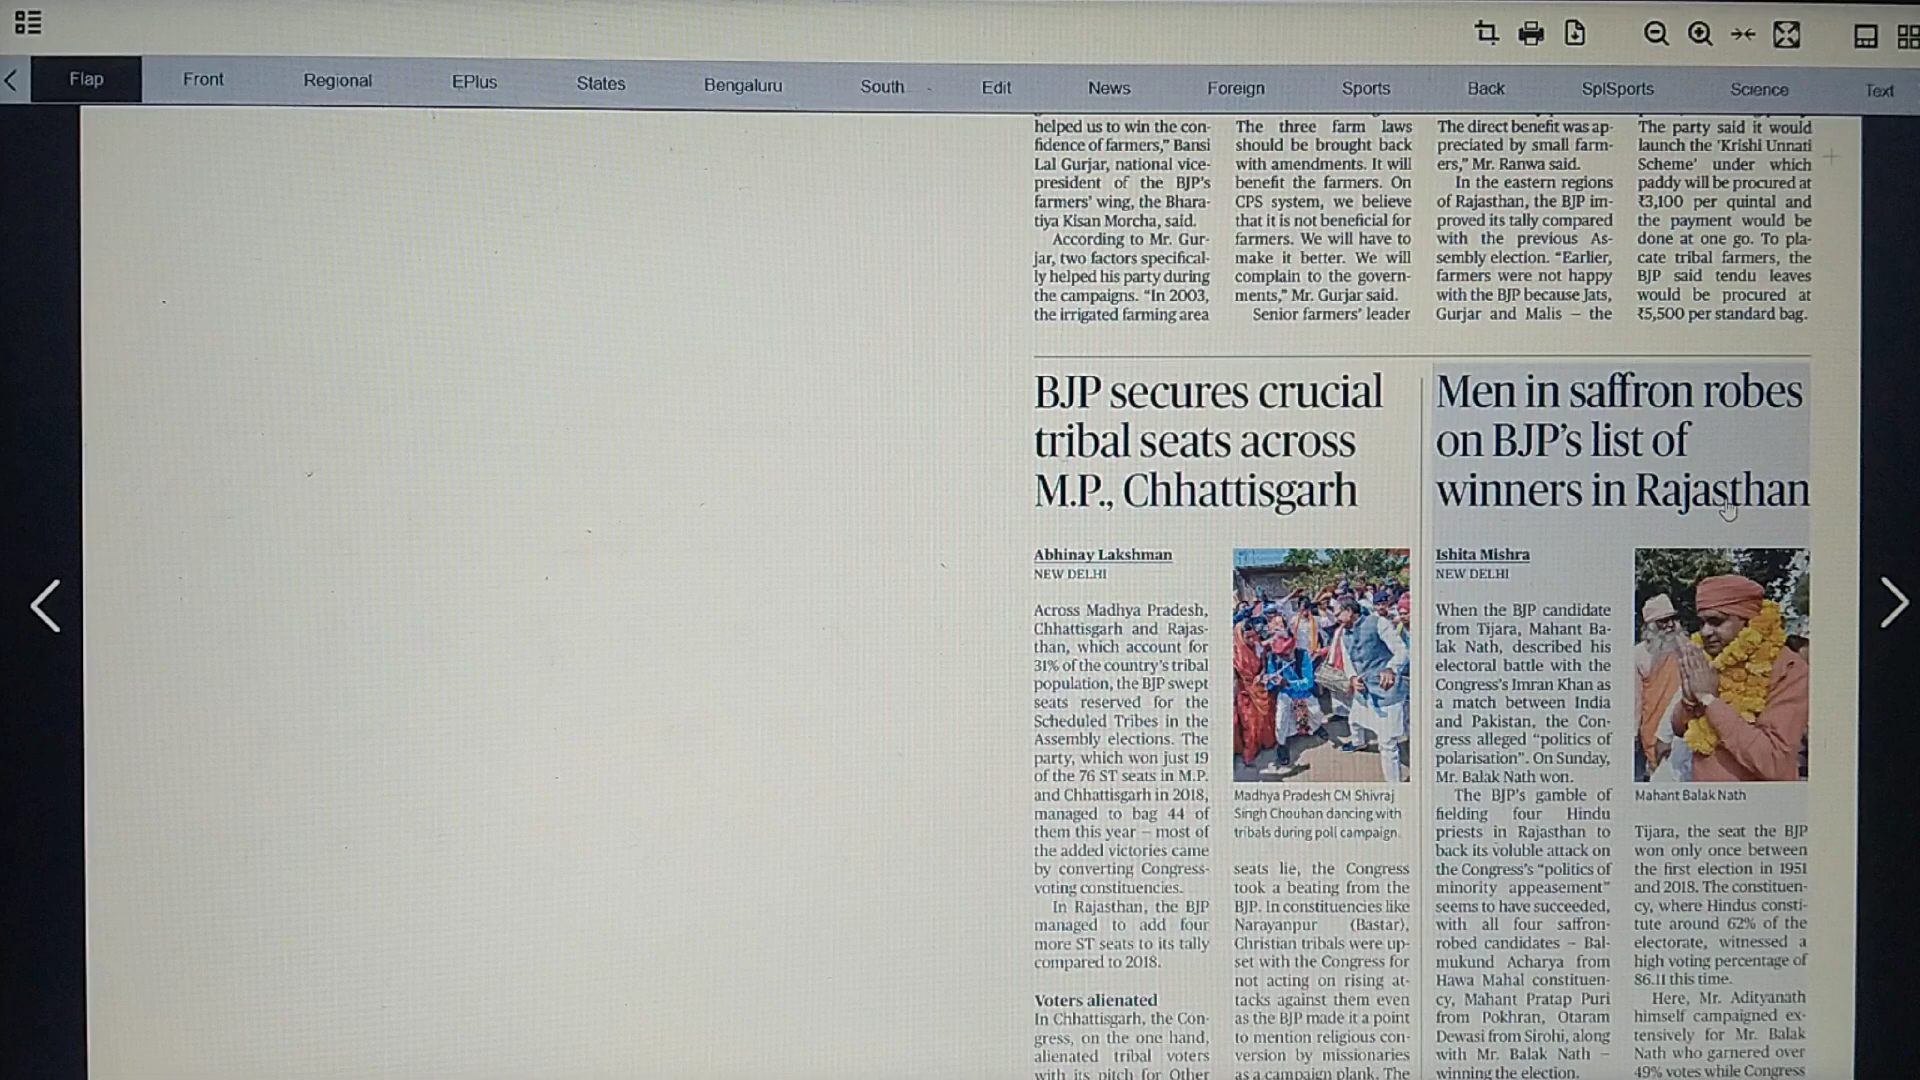 Flap Front Regional EPlus States Bengaluru South Edit News Foreign Sports Back SplSports Science Text
helped us to win the con-
fidence of farmers,” Bansi
Lal Gurjar, national vice-
president of the BJP's
farmers' wing, the Bhara-
tiya Kisan Morcha, said.
According to Mr. Gur-
jar, two factors specifical-
ly helped his party during
the campaigns. “In 2003,
the irrigated farming area
The three farm laws
should be brought back
with amendments. It will
benefit the farmers. On
CPS system, we believe
that it is not beneficial for
farmers. We will have to
make it better. We will
complain to the govern-
ments,” Mr. Gurjar said.
Senior farmers' leader
The direct benefit was ap-
preciated by small farm-
ers,” Mr. Ranwa said.
In the eastern regions
of Rajasthan, the BJP im-
proved its tally compared
with the previous As-
sembly election. “Earlier,
farmers were not happy
with the BJP because Jats,
Gurjar and Malis – the
The party said it would
launch the 'Krishi Unnati
Scheme' under which
paddy will be procured at
₹3,100 per quintal and
the payment would be
done at one go. To pla-
cate tribal farmers, the
BJP said tendu leaves
would be procured at
₹5,500 per standard bag.
BJP secures crucial
tribal seats across
M.P., Chhattisgarh
Abhinay Lakshman
NEW DELHI
Across Madhya Pradesh,
Chhattisgarh and Rajas-
than, which account for
31% of the country's tribal
population, the BJP swept
seats reserved for the
Scheduled Tribes in the
Assembly elections. The
party, which won just 19
of the 76 ST seats in M.P.
and Chhattisgarh in 2018,
managed to bag 44 of
them this year – most of
the added victories came
by converting Congress-
voting constituencies.
In Rajasthan, the BJP
managed to add four
more ST seats to its tally
compared to 2018.
Voters alienated
In Chhattisgarh, the Con-
gress, on the one hand,
alienated tribal voters
with its pitch for Other
Madhya Pradesh CM Shivraj
Singh Chouhan dancing with
tribals during poll campaign.
seats lie, the Congress
took a beating from the
BJP. In constituencies like
Narayanpur (Bastar),
Christian tribals were up-
set with the Congress for
not acting on rising at-
tacks against them even
as the BJP made it a point
to mention religious con-
version by missionaries
as a campaign plank. The
Men in saffron robes
on BJP's list of
winners in Rajasthan
Ishita Mishra
NEW DELHI
When the BJP candidate
from Tijara, Mahant Ba-
lak Nath, described his
electoral battle with the
Congress's Imran Khan as
a match between India
and Pakistan, the Con-
gress alleged “politics of
polarisation”. On Sunday,
Mr. Balak Nath won.
The BJP's gamble of
fielding four Hindu
priests in Rajasthan to
back its voluble attack on
the Congress's “politics of
minority appeasement”
seems to have succeeded,
with all four saffron-
robed candidates – Bal-
mukund Acharya from
Hawa Mahal constituen-
cy, Mahant Pratap Puri
from Pokhran, Otaram
Dewasi from Sirohi, along
with Mr. Balak Nath –
winning the election.
Mahant Balak Nath
Tijara, the seat the BJP
won only once between
the first election in 1951
and 2018. The constituen-
cy, where Hindus consti-
tute around 62% of the
electorate, witnessed a
high voting percentage of
86.11 this time.
Here, Mr. Adityanath
himself campaigned ex-
tensively for Mr. Balak
Nath who garnered over
49% votes while Congress